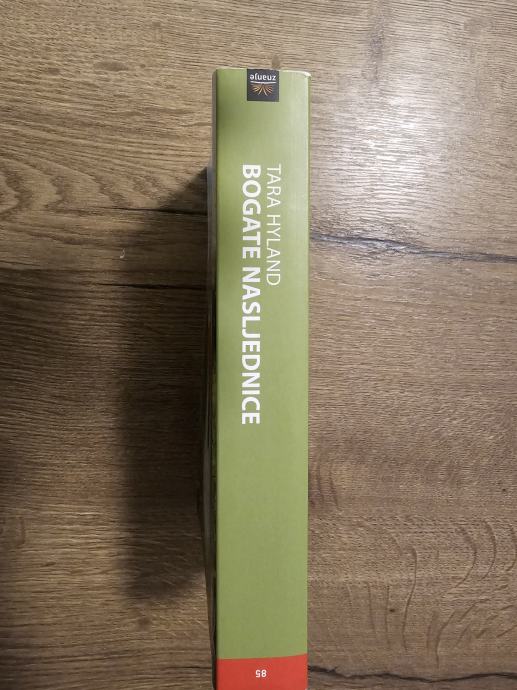 znanje
TARA HYLAND
BOGATE NASLJEDNICE
85